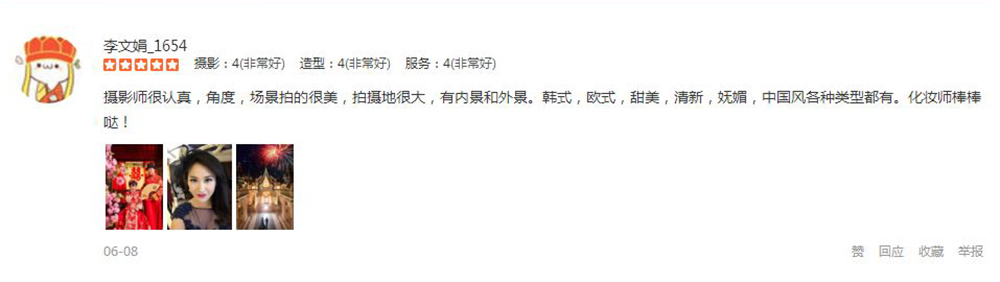 李文娟_1654
摄影：4(非常好) 造型：4(非常好) 服务：4(非常好)
摄影师很认真，角度，场景拍的很美，拍摄地很大，有内景和外景。韩式，欧式，甜美，清新，妩媚，中国风各种类型都有。化妆师棒棒
哒！
囍
06-08 赞 回应 收藏 举报